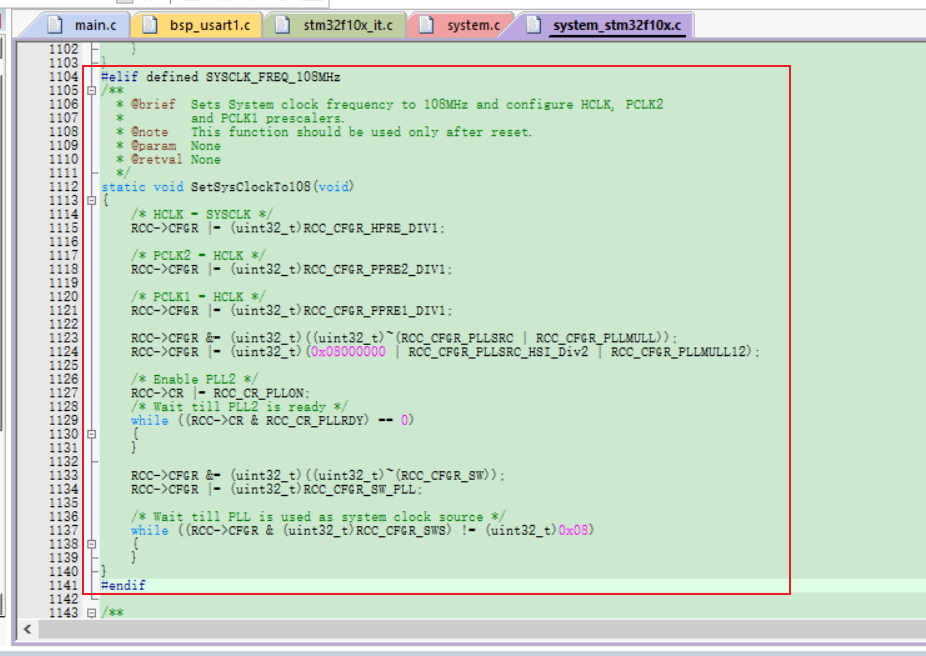 main.c bsp_usart1.c stm32f10x_it.c system.c system_stm32f10x.c
1102 }
1103 }
1104 #elif defined SYSCLK_FREQ_108MHz
1105 /**
1106 * @brief Sets System clock frequency to 108MHz and configure HCLK, PCLK2
1107 * and PCLK1 prescalers.
1108 * @note This function should be used only after reset.
1109 * @param None
1110 * @retval None
1111 */
1112 static void SetSysClockTo108(void)
1113 {
1114 /* HCLK = SYSCLK */
1115 RCC->CFGR |= (uint32_t)RCC_CFGR_HPRE_DIV1;
1116
1117 /* PCLK2 = HCLK */
1118 RCC->CFGR |= (uint32_t)RCC_CFGR_PPRE2_DIV1;
1119
1120 /* PCLK1 = HCLK */
1121 RCC->CFGR |= (uint32_t)RCC_CFGR_PPRE1_DIV1;
1122
1123 RCC->CFGR &= (uint32_t)((uint32_t)~(RCC_CFGR_PLLSRC | RCC_CFGR_PLLMULL));
1124 RCC->CFGR |= (uint32_t)(0x08000000 | RCC_CFGR_PLLSRC_HSI_Div2 | RCC_CFGR_PLLMULL12);
1125
1126 /* Enable PLL2 */
1127 RCC->CR |= RCC_CR_PLLON;
1128 /* Wait till PLL2 is ready */
1129 while ((RCC->CR & RCC_CR_PLLRDY) == 0)
1130 {
1131 }
1132
1133 RCC->CFGR &= (uint32_t)((uint32_t)~(RCC_CFGR_SW));
1134 RCC->CFGR |= (uint32_t)RCC_CFGR_SW_PLL;
1135
1136 /* Wait till PLL is used as system clock source */
1137 while ((RCC->CFGR & (uint32_t)RCC_CFGR_SWS) != (uint32_t)0x08)
1138 {
1139 }
1140 }
1141 #endif
1142
1143 /**